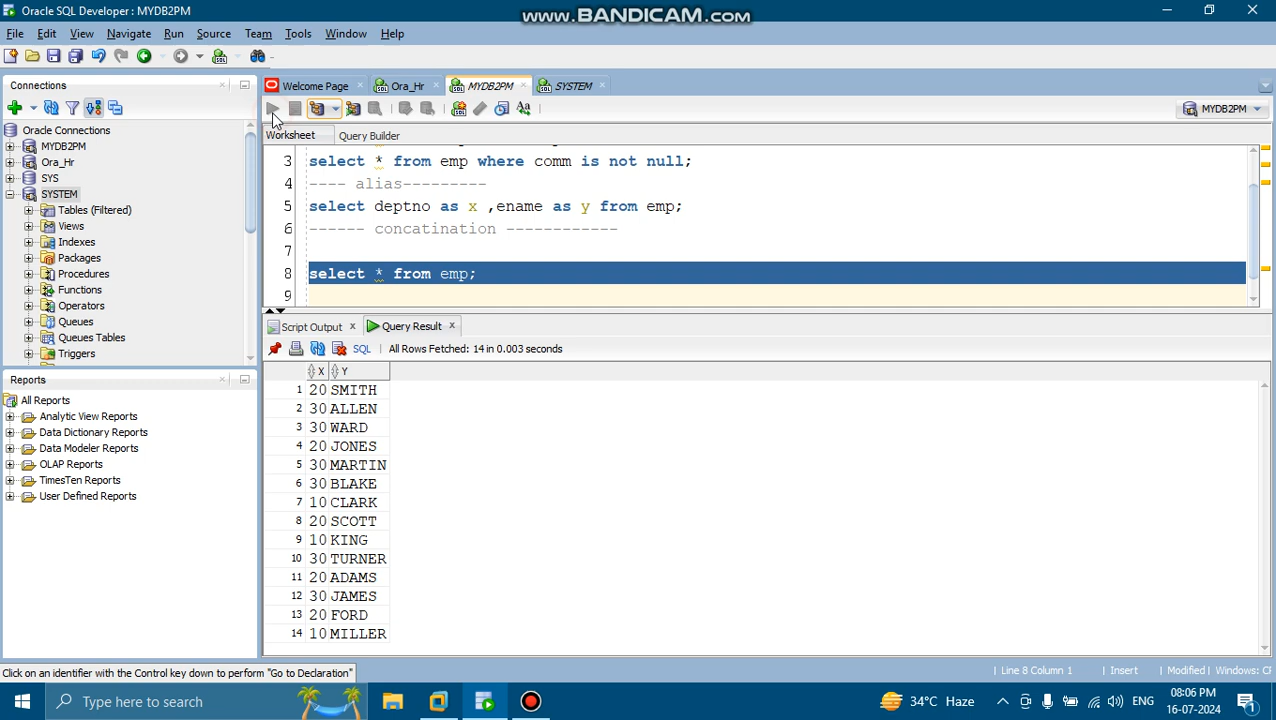 Oracle SQL Developer : MYDB2PM
www.BANDICAM.com
File Edit View Navigate Run Source Team Tools Window Help
Connections
Oracle Connections
MYDB2PM
Ora_Hr
SYS
SYSTEM
Tables (Filtered)
Views
Indexes
Packages
Procedures
Functions
Operators
Queues
Queues Tables
Triggers
Reports
All Reports
Analytic View Reports
Data Dictionary Reports
Data Modeler Reports
OLAP Reports
TimesTen Reports
User Defined Reports
Welcome Page Ora_Hr MYDB2PM SYSTEM
Aa MYDB2PM
Worksheet Query Builder
3 select * from emp where comm is not null;
4 ---- alias---------
5 select deptno as x ,ename as y from emp;
6 ------ concatination ------------
7
8 select * from emp;
9
Script Output Query Result
SQL All Rows Fetched: 14 in 0.003 seconds
X Y
1 20 SMITH
2 30 ALLEN
3 30 WARD
4 20 JONES
5 30 MARTIN
6 30 BLAKE
7 10 CLARK
8 20 SCOTT
9 10 KING
10 30 TURNER
11 20 ADAMS
12 30 JAMES
13 20 FORD
14 10 MILLER
Click on an identifier with the Control key down to perform "Go to Declaration"
Line 8 Column 1 Insert Modified Windows:
Type here to search
34°C Haze
ENG
08:06 PM
16-07-2024
1